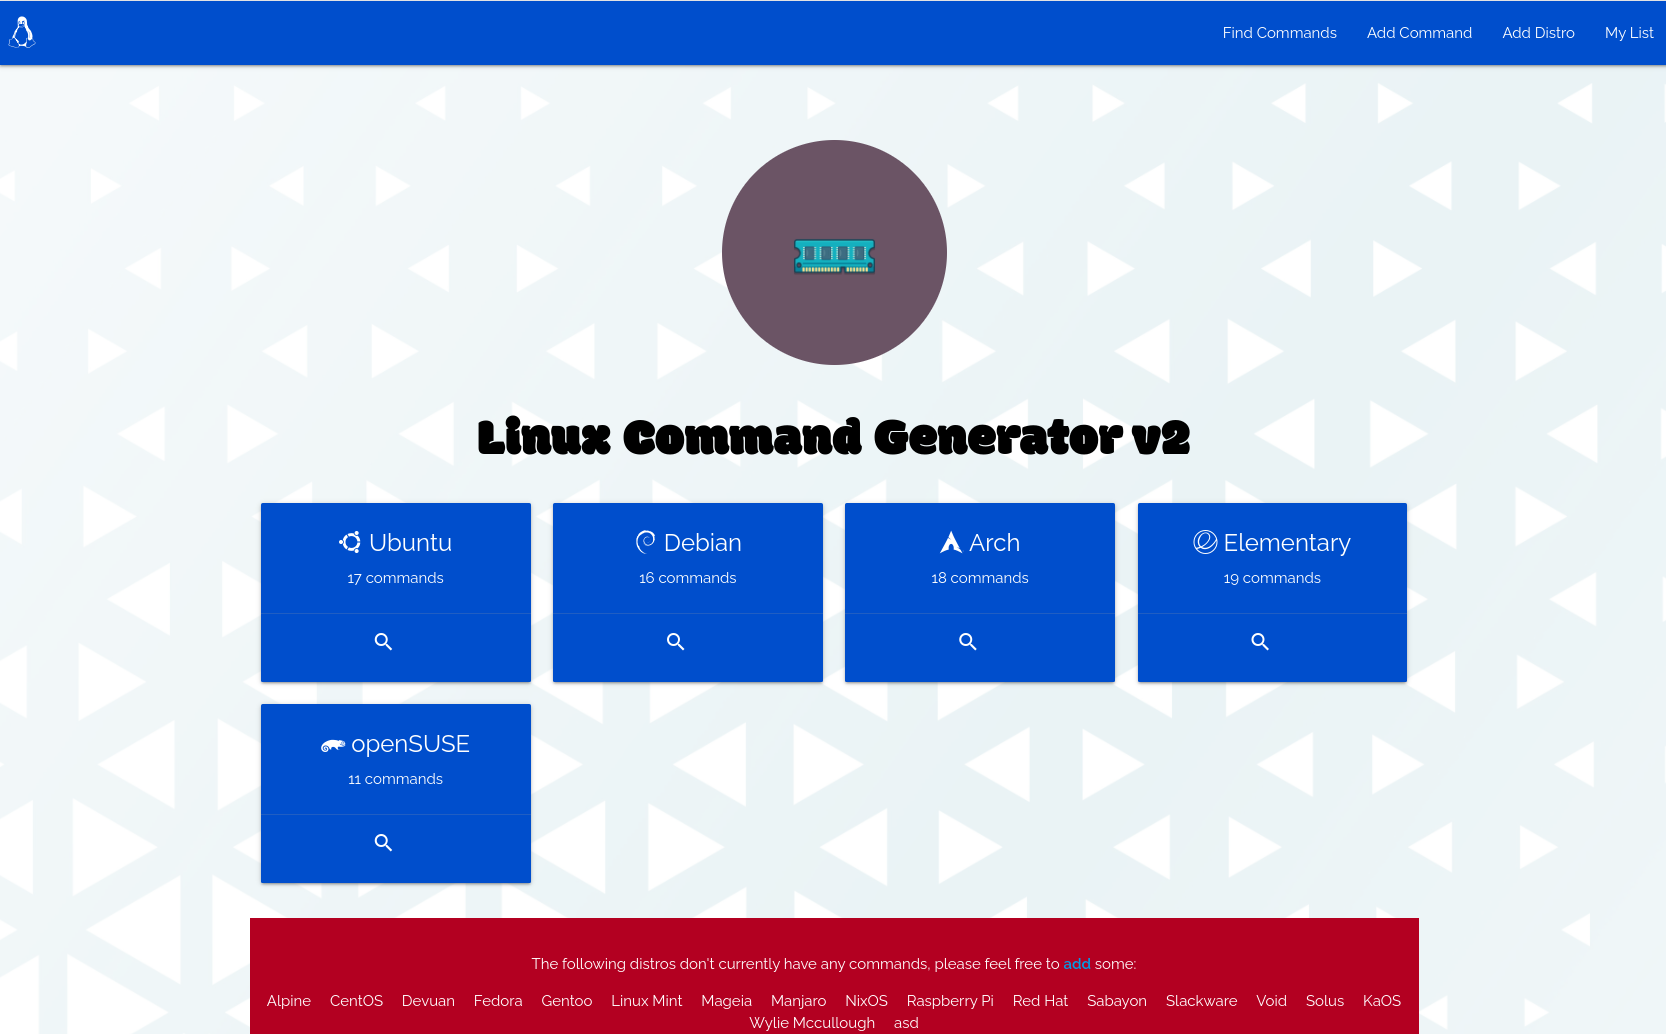 Find Commands Add Command Add Distro My List
Linux Command Generator v2
Ubuntu
17 commands
Debian
16 commands
Arch
18 commands
Elementary
19 commands
openSUSE
11 commands
The following distros don't currently have any commands, please feel free to add some:
Alpine CentOS Devuan Fedora Gentoo Linux Mint Mageia Manjaro NixOS Raspberry Pi Red Hat Sabayon Slackware Void Solus KaOS
Wylie Mccullough asd